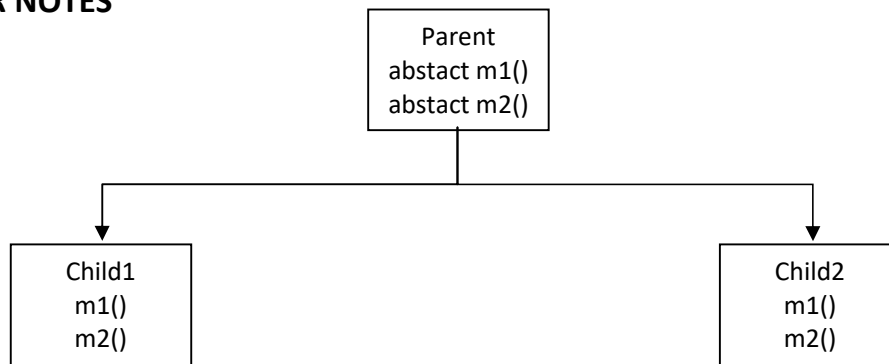 R NOTES
Parent
abstact m1()
abstact m2()
Child1
m1()
m2()
Child2
m1()
m2()